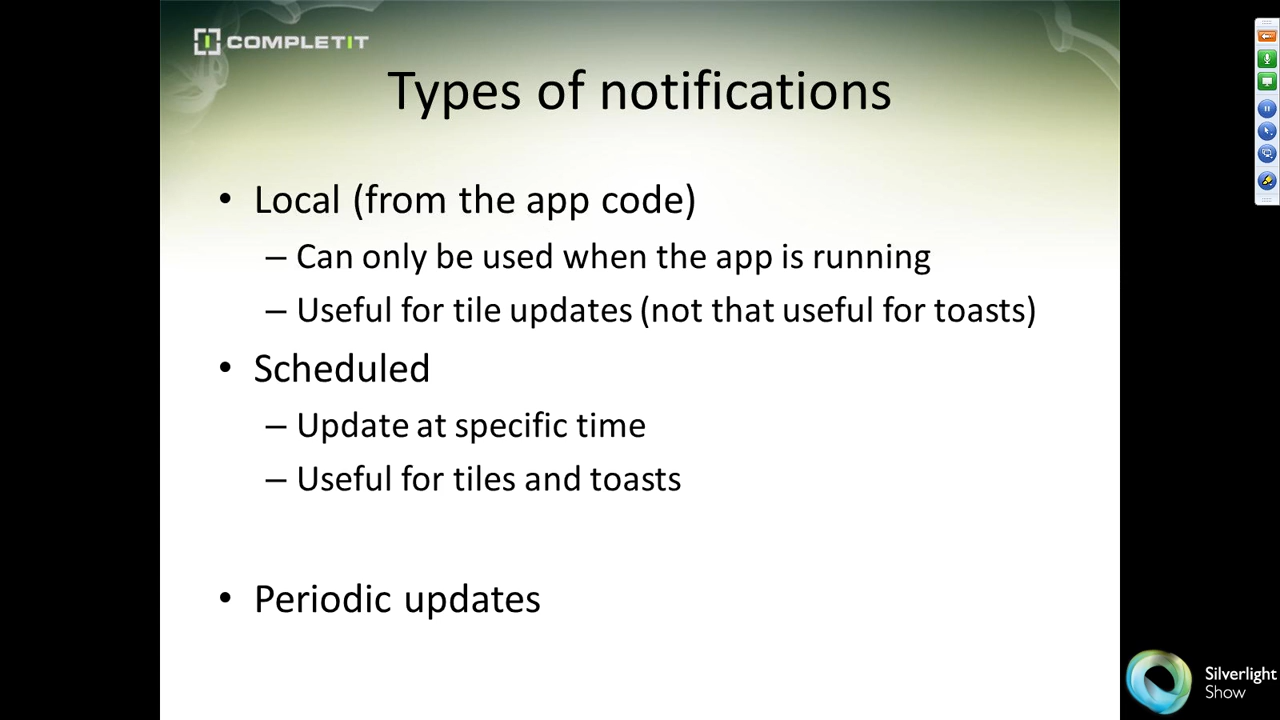 COMPLETIT
Types of notifications
• Local (from the app code)
– Can only be used when the app is running
– Useful for tile updates (not that useful for toasts)
• Scheduled
– Update at specific time
– Useful for tiles and toasts
• Periodic updates
Silverlight
Show